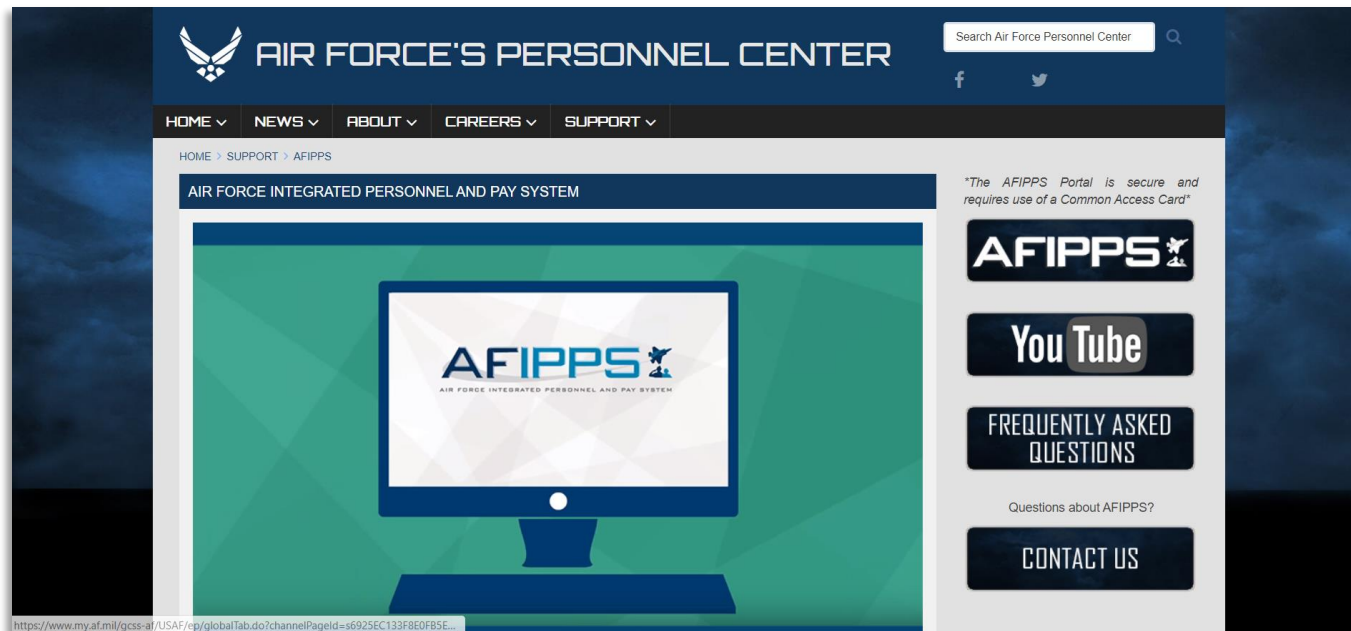 AIR FORCE'S PERSONNEL CENTER
Search Air Force Personnel Center
f
HOME NEWS ABOUT CAREERS SUPPORT
HOME > SUPPORT > AFIPPS
AIR FORCE INTEGRATED PERSONNEL AND PAY SYSTEM
AFIPPS
AIR FORCE INTEGRATED PERSONNEL AND PAY SYSTEM
*The AFIPPS Portal is secure and
requires use of a Common Access Card*
AFIPPS
YouTube
FREQUENTLY ASKED
QUESTIONS
Questions about AFIPPS?
CONTACT US
https://www.my.af.mil/gcss-af/USAF/ep/globalTab.do?channelPageId=s6925EC133F8E0FB5E...